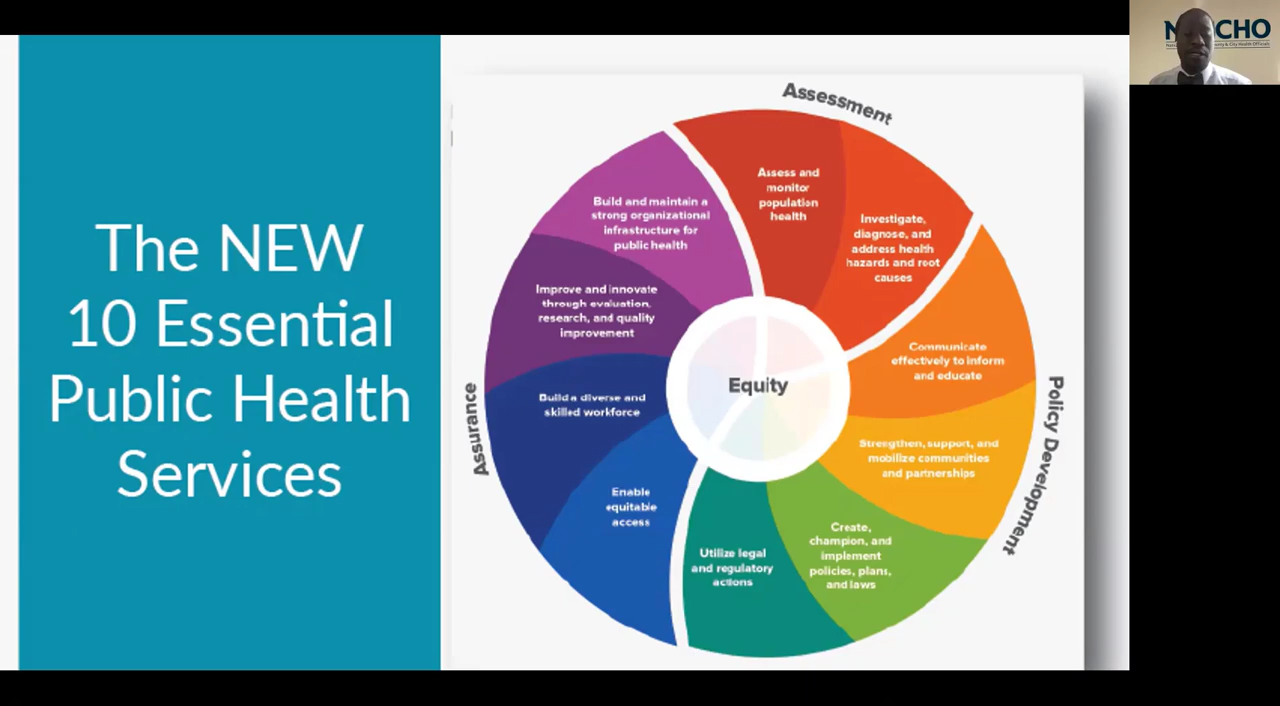 The NEW
10 Essential
Public Health
Services
Assessment
Assess and
monitor
population
health
Investigate,
diagnose, and
address health
hazards and root
causes
Policy Development
Communicate
effectively to inform
and educate
Strengthen, support, and
mobilize communities
and partnerships
Create,
champion, and
implement
policies, plans,
and laws
Utilize legal
and regulatory
actions
Assurance
Enable
equitable
access
Build a diverse and
skilled workforce
Improve and innovate
through evaluation,
research, and quality
improvement
Build and maintain a
strong organizational
infrastructure for
public health
Equity
CHO
& City Health Officials